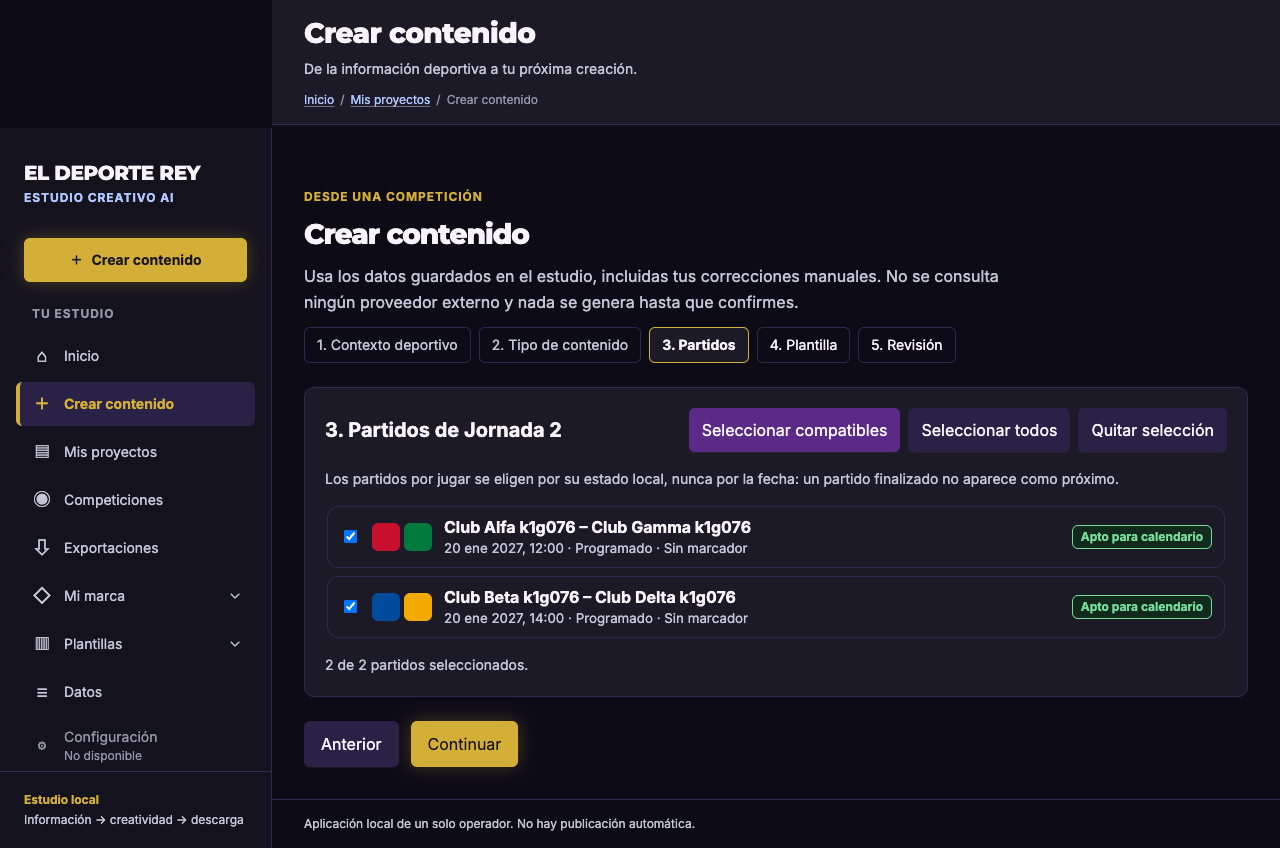 Crear contenido
De la información deportiva a tu próxima creación.
Inicio / Mis proyectos / Crear contenido
EL DEPORTE REY
ESTUDIO CREATIVO AI
+ Crear contenido
TU ESTUDIO
Inicio
Crear contenido
Mis proyectos
Competiciones
Exportaciones
Mi marca
Plantillas
Datos
Configuración
No disponible
Estudio local
Información → creatividad → descarga
DESDE UNA COMPETICIÓN
Crear contenido
Usa los datos guardados en el estudio, incluidas tus correcciones manuales. No se consulta
ningún proveedor externo y nada se genera hasta que confirmes.
1. Contexto deportivo
2. Tipo de contenido
3. Partidos
4. Plantilla
5. Revisión
3. Partidos de Jornada 2
Seleccionar compatibles
Seleccionar todos
Quitar selección
Los partidos por jugar se eligen por su estado local, nunca por la fecha: un partido finalizado no aparece como próximo.
Club Alfa k1g076 – Club Gamma k1g076
20 ene 2027, 12:00 · Programado · Sin marcador
Apto para calendario
Club Beta k1g076 – Club Delta k1g076
20 ene 2027, 14:00 · Programado · Sin marcador
Apto para calendario
2 de 2 partidos seleccionados.
Anterior
Continuar
Aplicación local de un solo operador. No hay publicación automática.